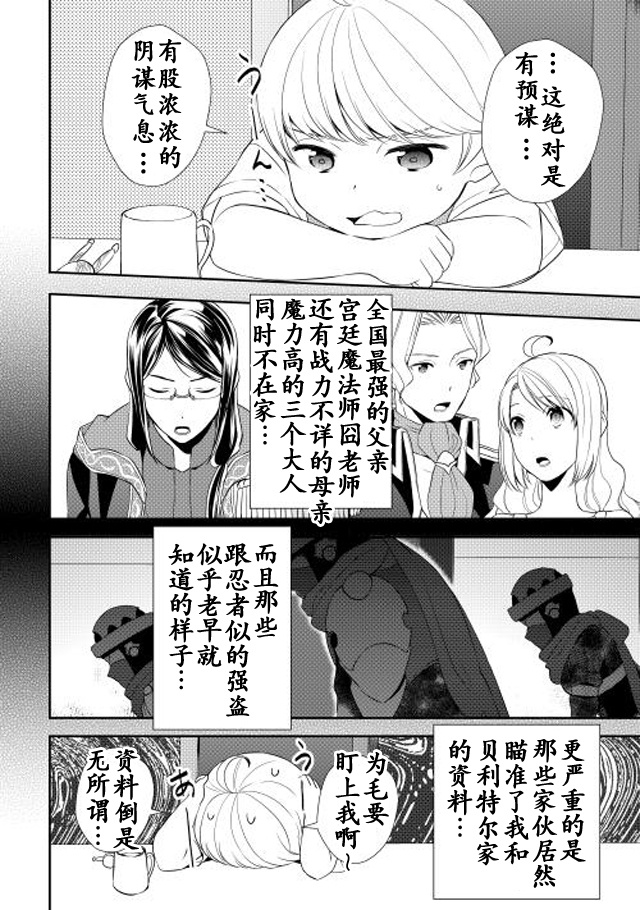 …这绝对是
有预谋…
有股浓浓的
阴谋气息…
全国最强的父亲
宫廷魔法师囧老师
还有战力不详的母亲
魔力高的三个大人
同时不在家…
而且那些
跟忍者似的强盗
似乎老早就
知道的样子…
更严重的是
那些家伙居然
瞄准了我和
贝利特尔家
的资料…
为毛要
盯上我啊～
资料倒是
无所谓…